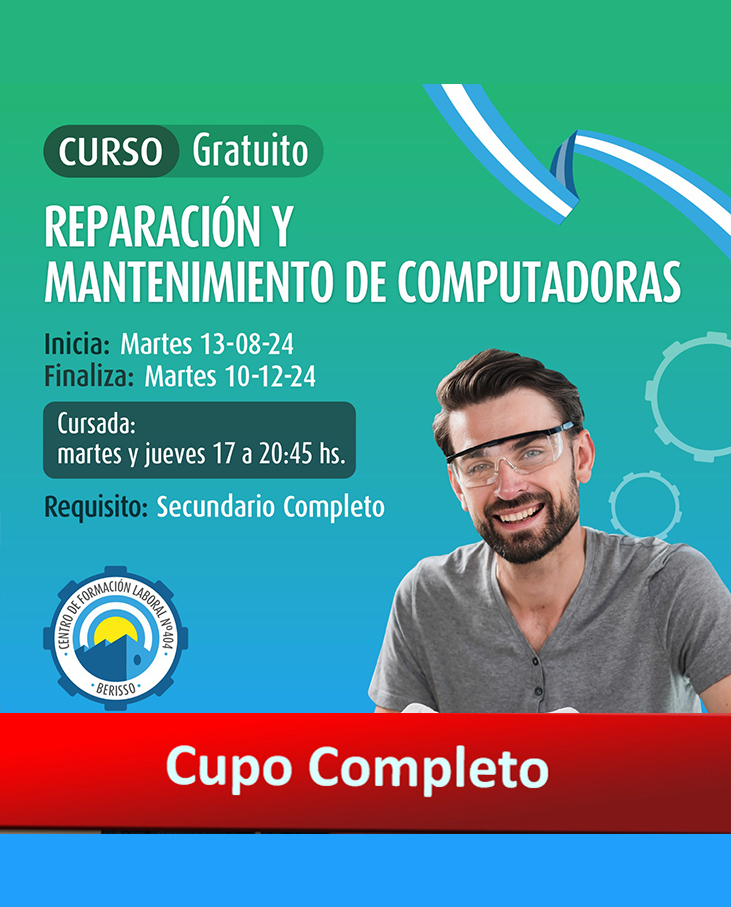 CURSO Gratuito
REPARACIÓN Y
MANTENIMIENTO DE COMPUTADORAS
Inicia: Martes 13-08-24
Finaliza: Martes 10-12-24
Cursada:
martes y jueves 17 a 20:45 hs.
Requisito: Secundario Completo
CENTRO DE FORMACIÓN LABORAL Nº404
• BERISSO •
Cupo Completo